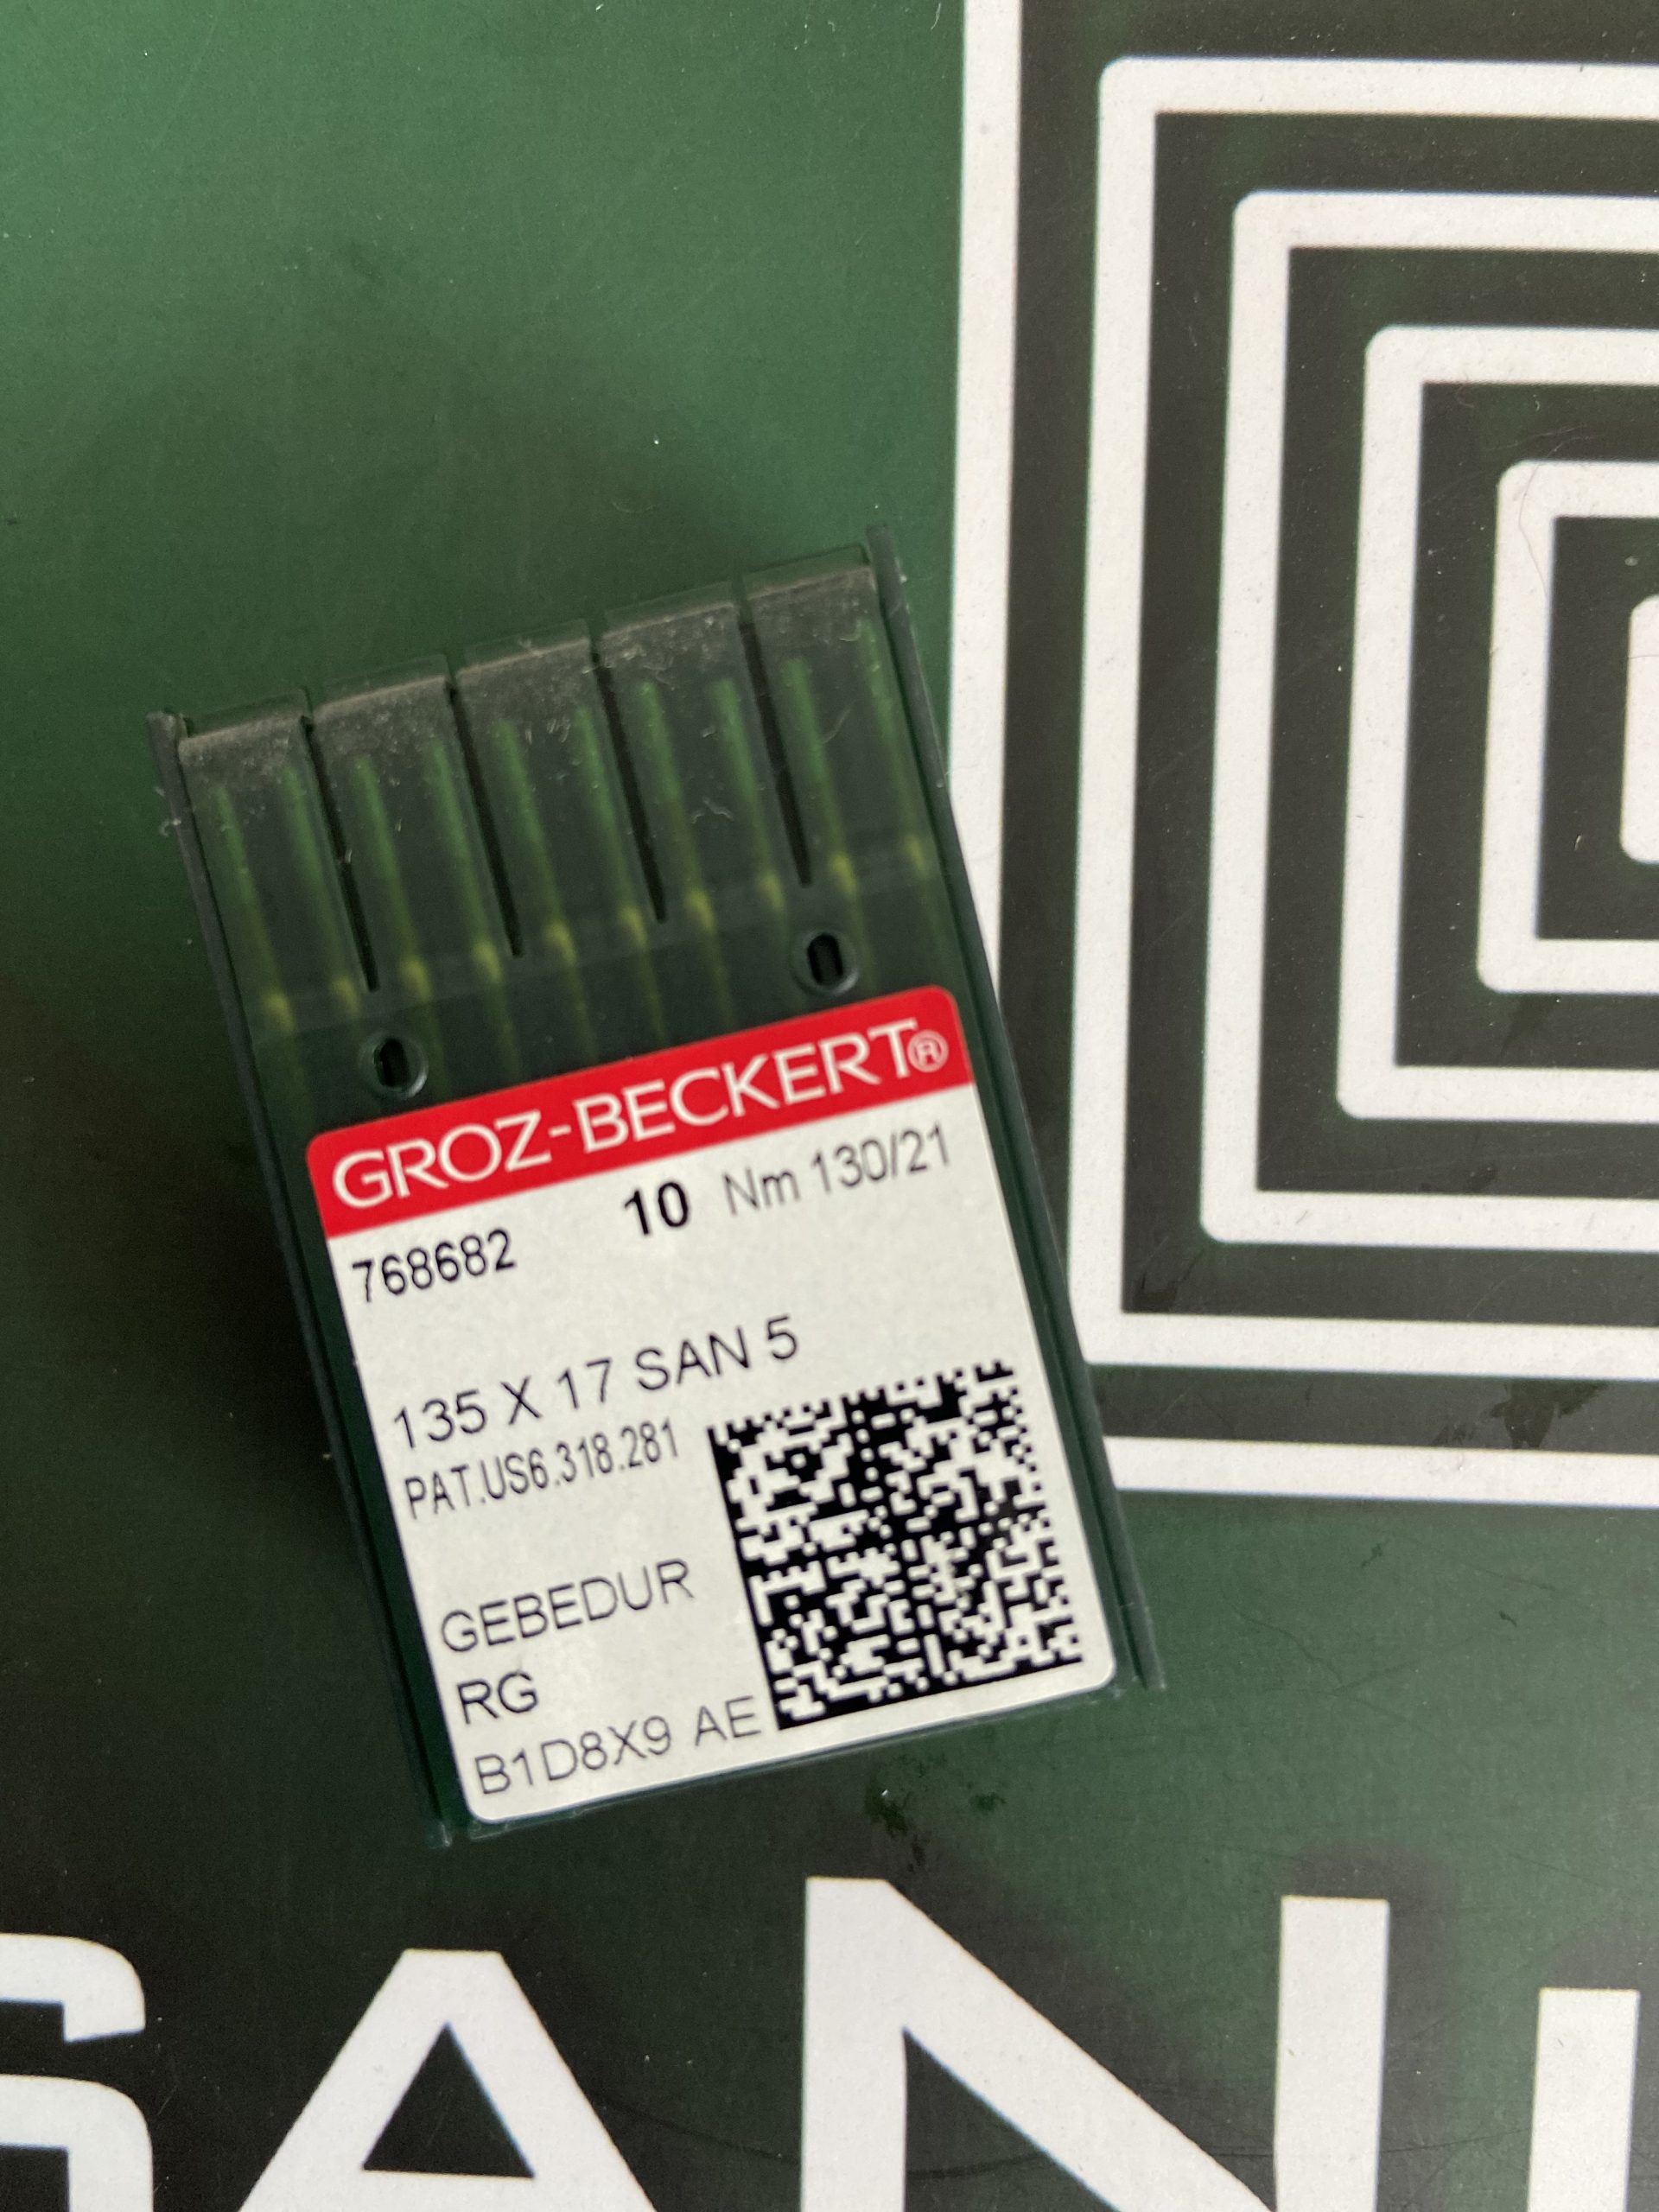 GROZ-BECKERT®
768682 10 Nm 130/21
135 X 17 SAN 5
PAT.US6.318.281
GEBEDUR
RG
B1D8X9 AE